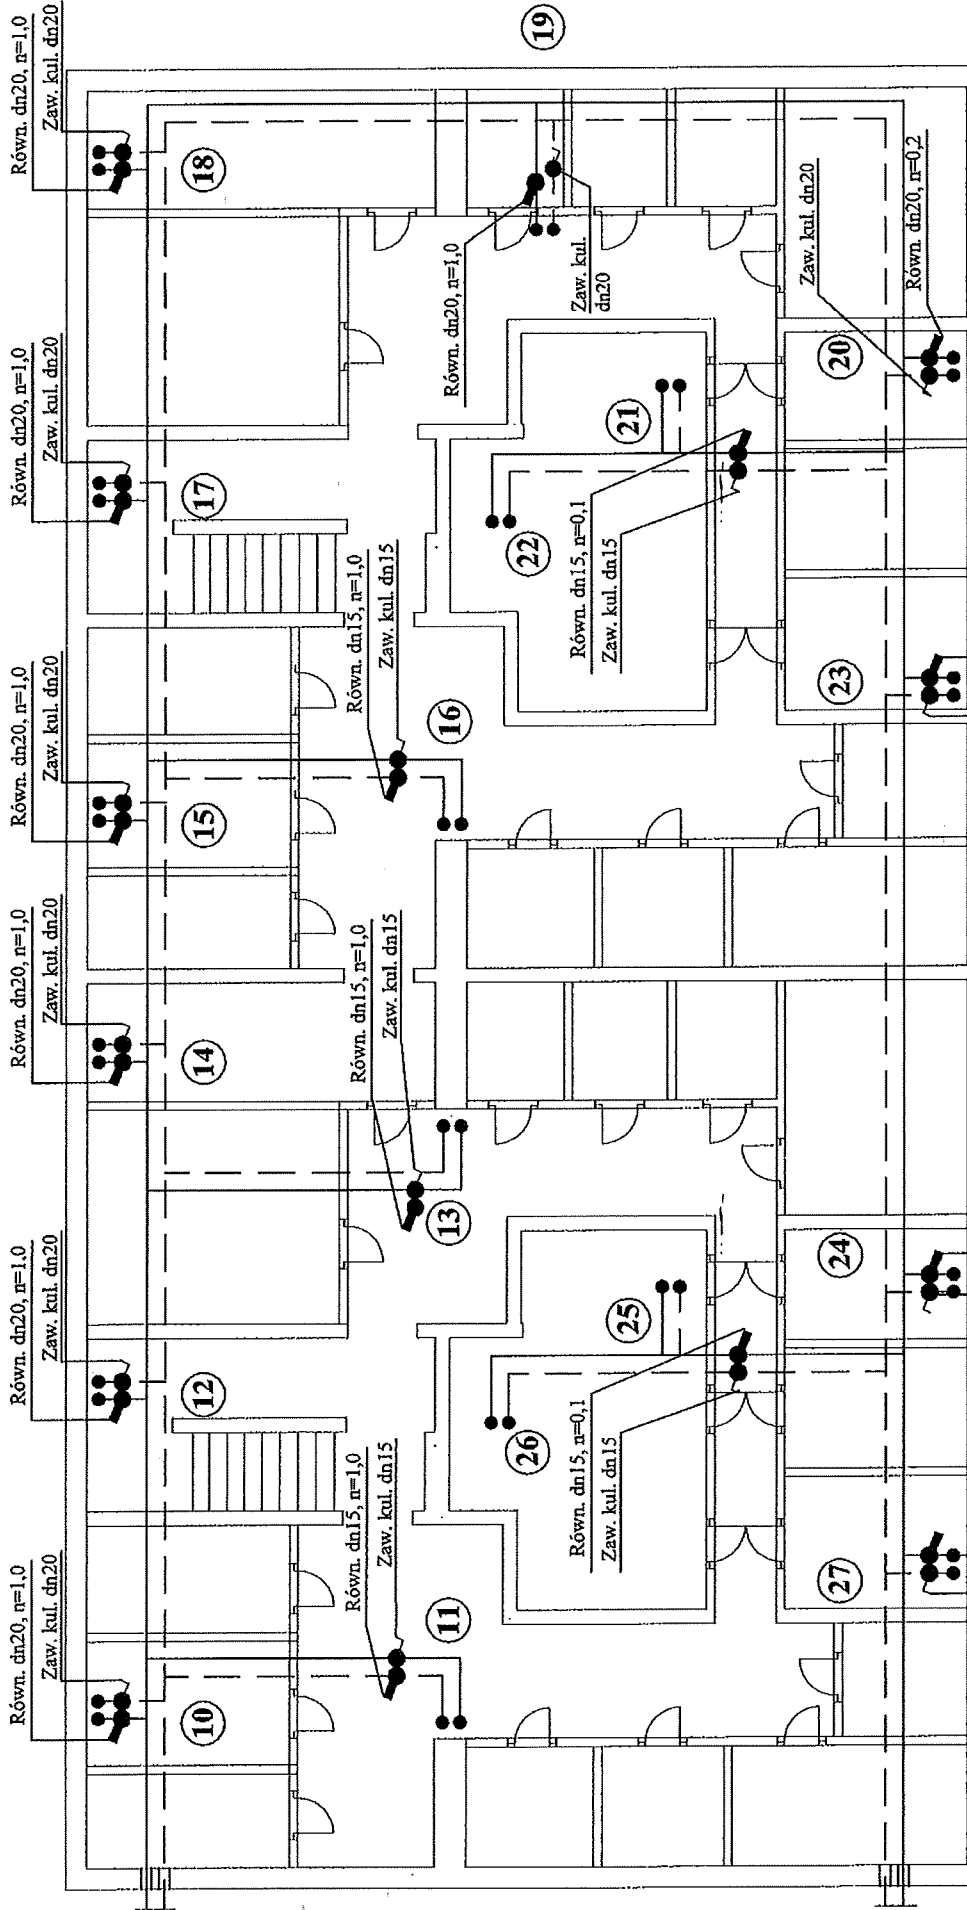 Równ. dn20, n=1,0
Zaw. kul. dn20
10
Równ. dn15, n=1,0
Zaw. kul. dn15
11
Równ. dn20, n=1,0
Zaw. kul. dn20
12
Równ. dn15, n=1,0
Zaw. kul. dn15
13
Równ. dn20, n=1,0
Zaw. kul. dn20
14
Równ. dn20, n=1,0
Zaw. kul. dn20
15
Równ. dn15, n=1,0
Zaw. kul. dn15
16
Równ. dn20, n=1,0
Zaw. kul. dn20
17
Równ. dn20, n=1,0
Zaw. kul. dn20
18
19
Równ. dn20, n=1,0
Zaw. kul.
dn20
Zaw. kul. dn20
Równ. dn20, n=0,2
20
21
22
Równ. dn15, n=0,1
Zaw. kul. dn15
23
24
25
26
Równ. dn15, n=0,1
Zaw. kul. dn15
27